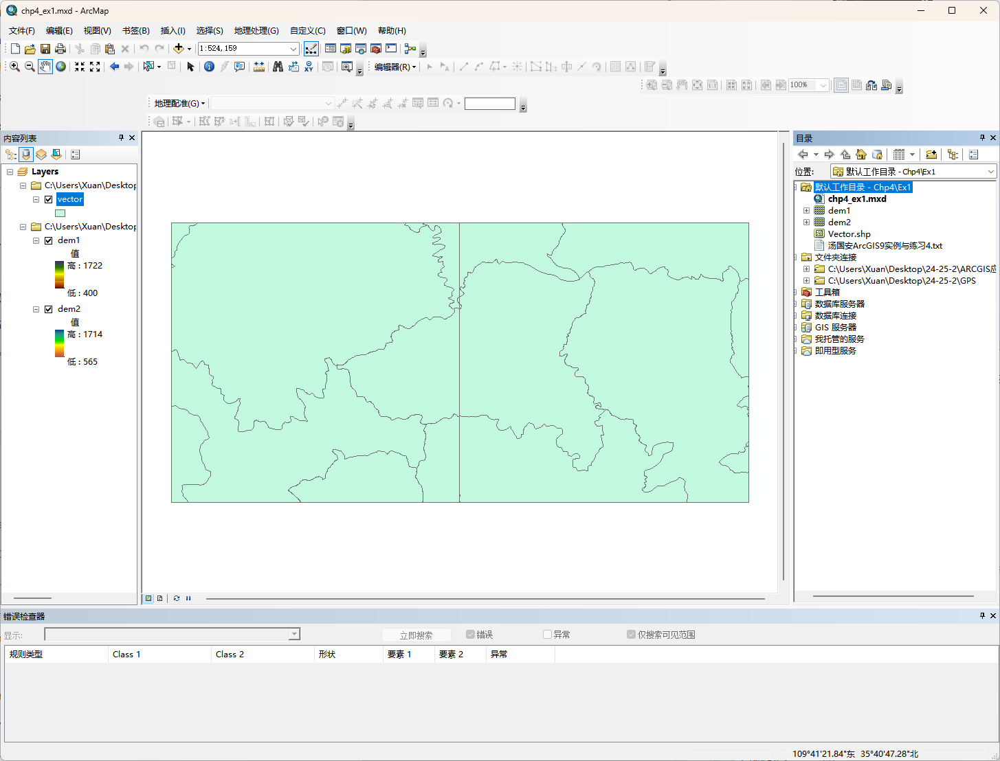 chp4_ex1.mxd - ArcMap
文件(F) 编辑(E) 视图(V) 书签(B) 插入(I) 选择(S) 地理处理(G) 自定义(C) 窗口(W) 帮助(H)
1:524,159
编辑器(R)
100%
地理配准(G)
内容列表
Layers
C:\Users\Xuan\Desktop
vector
C:\Users\Xuan\Desktop
dem1
值
高 : 1722
低 : 400
dem2
值
高 : 1714
低 : 565
目录
位置: 默认工作目录 - Chp4\Ex1
默认工作目录 - Chp4\Ex1
chp4_ex1.mxd
dem1
dem2
Vector.shp
汤国安ArcGIS9实例与练习4.txt
文件夹连接
C:\Users\Xuan\Desktop\24-25-2\ARCGIS应
C:\Users\Xuan\Desktop\24-25-2\GPS
工具箱
数据库服务器
数据库连接
GIS 服务器
我托管的服务
即用型服务
错误检查器
显示: 立即搜索 错误 异常 仅搜索可见范围
规则类型 Class 1 Class 2 形状 要素 1 要素 2 异常
109°41'21.84"东 35°40'47.28"北